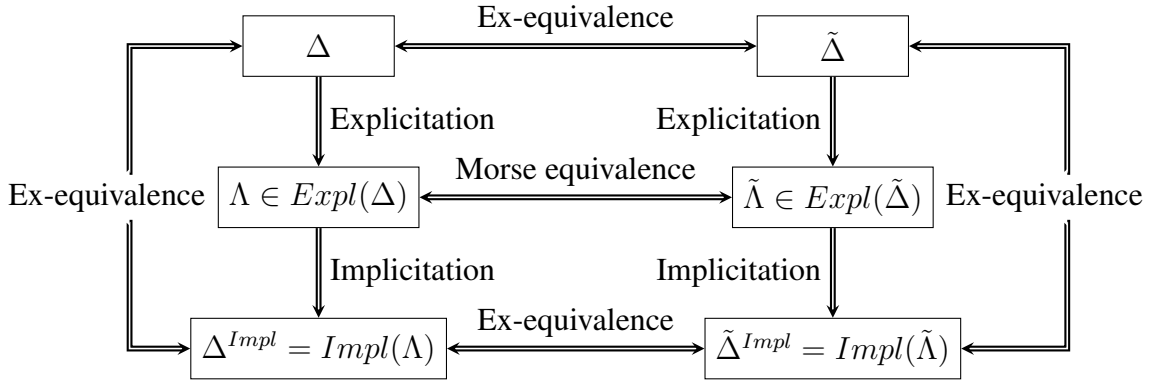 Ex-equivalence
Δ Δ̃
Explicitation Explicitation
Morse equivalence
Ex-equivalence Λ ∈ Expl(Δ) Λ̃ ∈ Expl(Δ̃) Ex-equivalence
Implicitation Implicitation
Ex-equivalence
Δ^{Impl} = Impl(Λ) Δ̃^{Impl} = Impl(Λ̃)